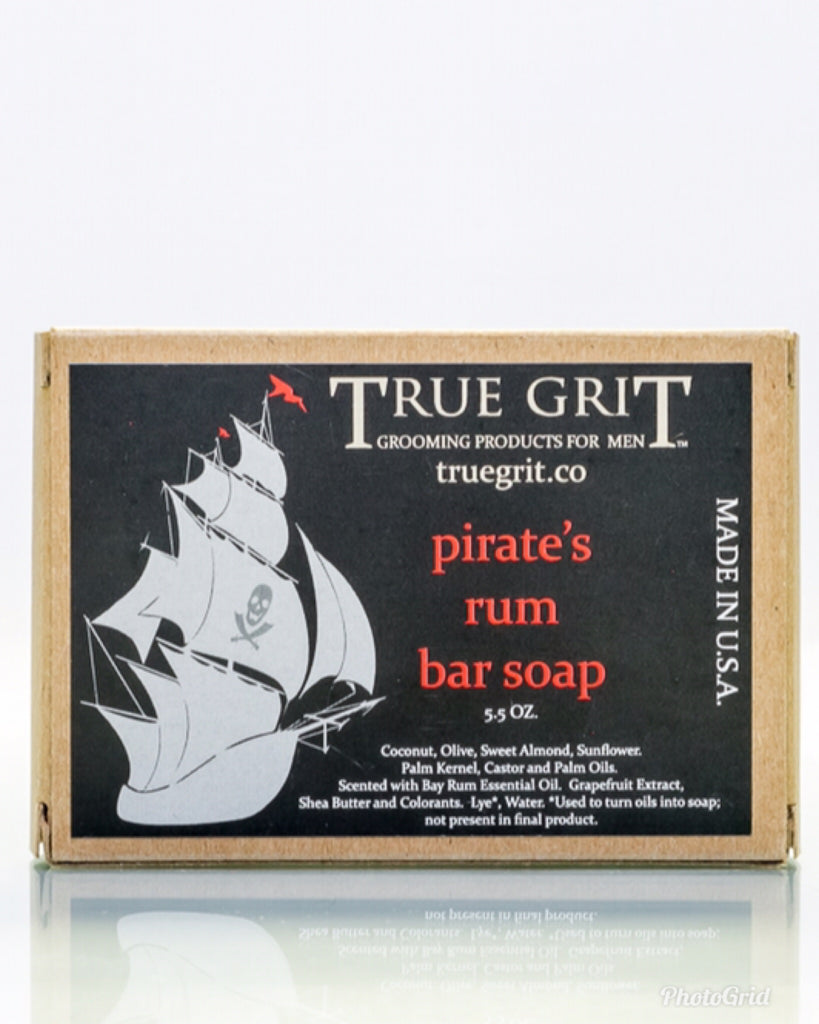 TRUE GRIT
GROOMING PRODUCTS FOR MEN™
truegrit.co
pirate's
rum
bar soap
5.5 OZ.
MADE IN U.S.A.
Coconut, Olive, Sweet Almond, Sunflower.
Palm Kernel, Castor and Palm Oils.
Scented with Bay Rum Essential Oil. Grapefruit Extract,
Shea Butter and Colorants. Lye*, Water. *Used to turn oils into soap;
not present in final product.
PhotoGrid